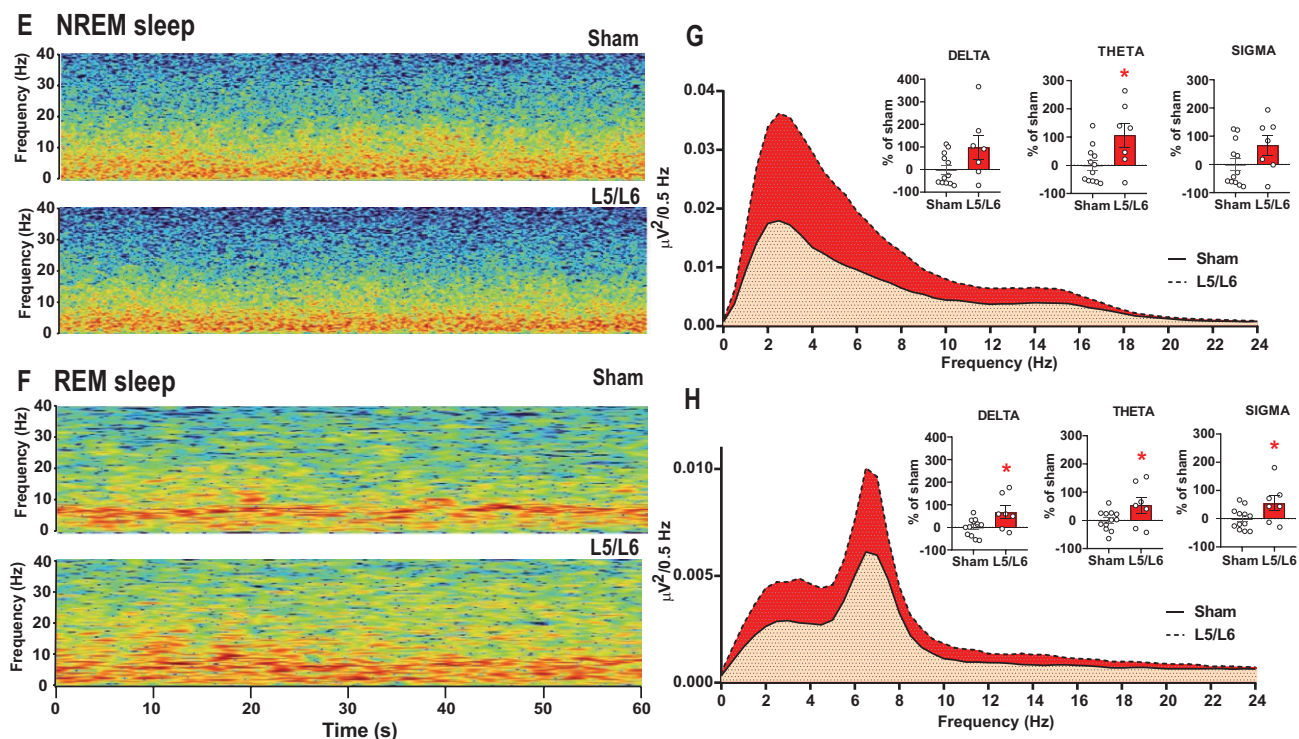 E NREM sleep
Sham
Frequency (Hz)
40
30
20
10
0
L5/L6
Frequency (Hz)
40
30
20
10
0
F REM sleep
Sham
Frequency (Hz)
40
30
20
10
0
L5/L6
Frequency (Hz)
40
30
20
10
0
0 10 20 30 40 50 60
Time (s)
G
μV²/0.5 Hz
0.04
0.03
0.02
0.01
0.00
0 2 4 6 8 10 12 14 16 18 20 22 24
Frequency (Hz)
DELTA
% of sham
400
300
200
100
0
-100
Sham L5/L6
THETA
*
% of sham
300
200
100
0
-100
Sham L5/L6
SIGMA
% of sham
300
200
100
0
-100
Sham L5/L6
Sham
L5/L6
H
μV²/0.5 Hz
0.010
0.005
0.000
0 2 4 6 8 10 12 14 16 18 20 22 24
Frequency (Hz)
DELTA
*
% of sham
400
300
200
100
0
-100
Sham L5/L6
THETA
*
% of sham
300
200
100
0
-100
Sham L5/L6
SIGMA
*
% of sham
300
200
100
0
-100
Sham L5/L6
Sham
L5/L6